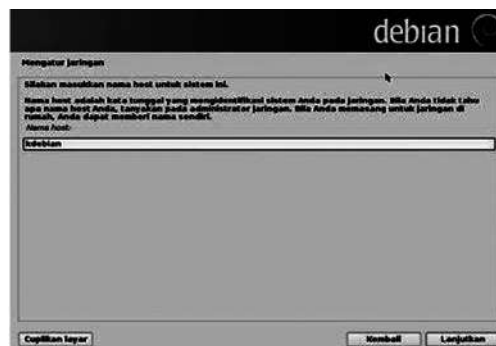 debian
Mengatur jaringan
Silakan masukkan nama host untuk sistem ini.
Nama host adalah kata tunggal yang mengidentifikasi sistem Anda pada jaringan. Bila Anda tidak tahu
apa nama host Anda, tanyakan pada administrator jaringan. Bila Anda memasang untuk jaringan di
rumah, Anda dapat memberi nama sendiri.
Nama host:
kdebian
Cuplikan layar
Kembali
Lanjutkan